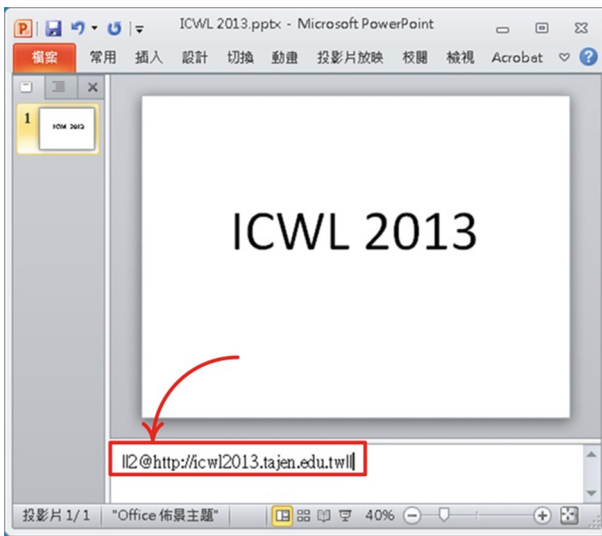 ICWL 2013.pptx - Microsoft PowerPoint
檔案 常用 插入 設計 切換 動畫 投影片放映 校閱 檢視 Acrobat
1
ICWL 2013
ICWL 2013
||2@http://icwl2013.tajen.edu.tw||
投影片 1/1 "Office 佈景主題" 40%